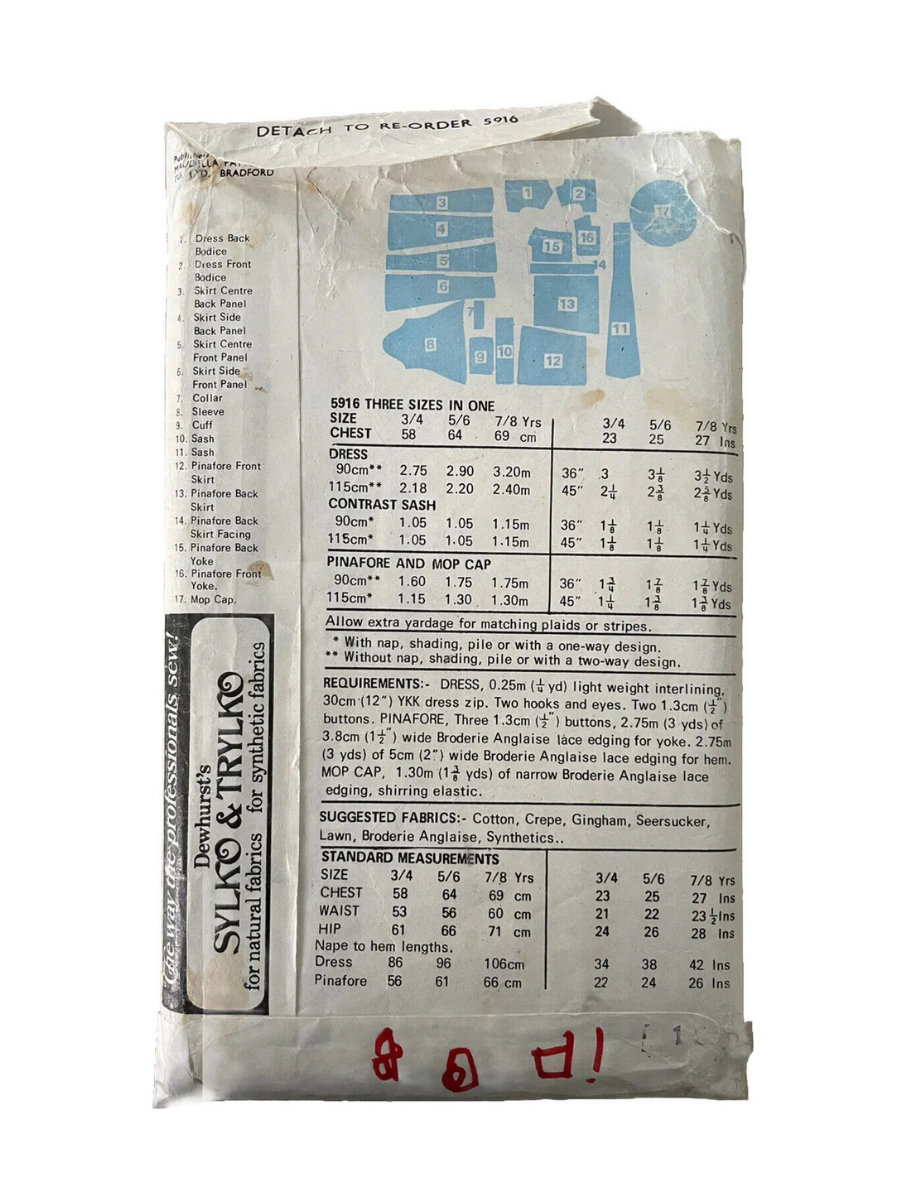 DETACH TO RE-ORDER 5916
BRADFORD
1. Dress Back
Bodice
2. Dress Front
Bodice
3. Skirt Centre
Back Panel
4. Skirt Side
Back Panel
5. Skirt Centre
Front Panel
6. Skirt Side
Front Panel
7. Collar
8. Sleeve
9. Cuff
10. Sash
11. Sash
12. Pinafore Front
Skirt
13. Pinafore Back
Skirt
14. Pinafore Back
Skirt Facing
15. Pinafore Back
Yoke
16. Pinafore Front
Yoke.
17. Mop Cap.
The way the professionals sew!
Dewhurst's
SYLKO & TRYLKO
for natural fabrics for synthetic fabrics
1 2 3 17
4
15 16
5 14
6
7 13
8 11
9 10 12
5916 THREE SIZES IN ONE
SIZE 3/4 5/6 7/8 Yrs 3/4 5/6 7/8 Yrs
CHEST 58 64 69 cm 23 25 27 Ins
DRESS
90cm** 2.75 2.90 3.20m 36" 3 3⅛ 3½ Yds
115cm** 2.18 2.20 2.40m 45" 2¼ 2⅜ 2⅝ Yds
CONTRAST SASH
90cm* 1.05 1.05 1.15m 36" 1⅛ 1⅛ 1¼ Yds
115cm* 1.05 1.05 1.15m 45" 1⅛ 1⅛ 1¼ Yds
PINAFORE AND MOP CAP
90cm** 1.60 1.75 1.75m 36" 1¾ 1⅞ 1⅞ Yds
115cm* 1.15 1.30 1.30m 45" 1¼ 1⅜ 1⅜ Yds
Allow extra yardage for matching plaids or stripes.
* With nap, shading, pile or with a one-way design.
** Without nap, shading, pile or with a two-way design.
REQUIREMENTS:- DRESS, 0.25m (¼ yd) light weight interlining,
30cm (12") YKK dress zip. Two hooks and eyes. Two 1.3cm (½")
buttons. PINAFORE, Three 1.3cm (½") buttons, 2.75m (3 yds) of
3.8cm (1½") wide Broderie Anglaise lace edging for yoke. 2.75m
(3 yds) of 5cm (2") wide Broderie Anglaise lace edging for hem.
MOP CAP, 1.30m (1⅜ yds) of narrow Broderie Anglaise lace
edging, shirring elastic.
SUGGESTED FABRICS:- Cotton, Crepe, Gingham, Seersucker,
Lawn, Broderie Anglaise, Synthetics..
STANDARD MEASUREMENTS
SIZE 3/4 5/6 7/8 Yrs 3/4 5/6 7/8 Yrs
CHEST 58 64 69 cm 23 25 27 Ins
WAIST 53 56 60 cm 21 22 23½Ins
HIP 61 66 71 cm 24 26 28 Ins
Nape to hem lengths.
Dress 86 96 106cm 34 38 42 Ins
Pinafore 56 61 66 cm 22 24 26 Ins